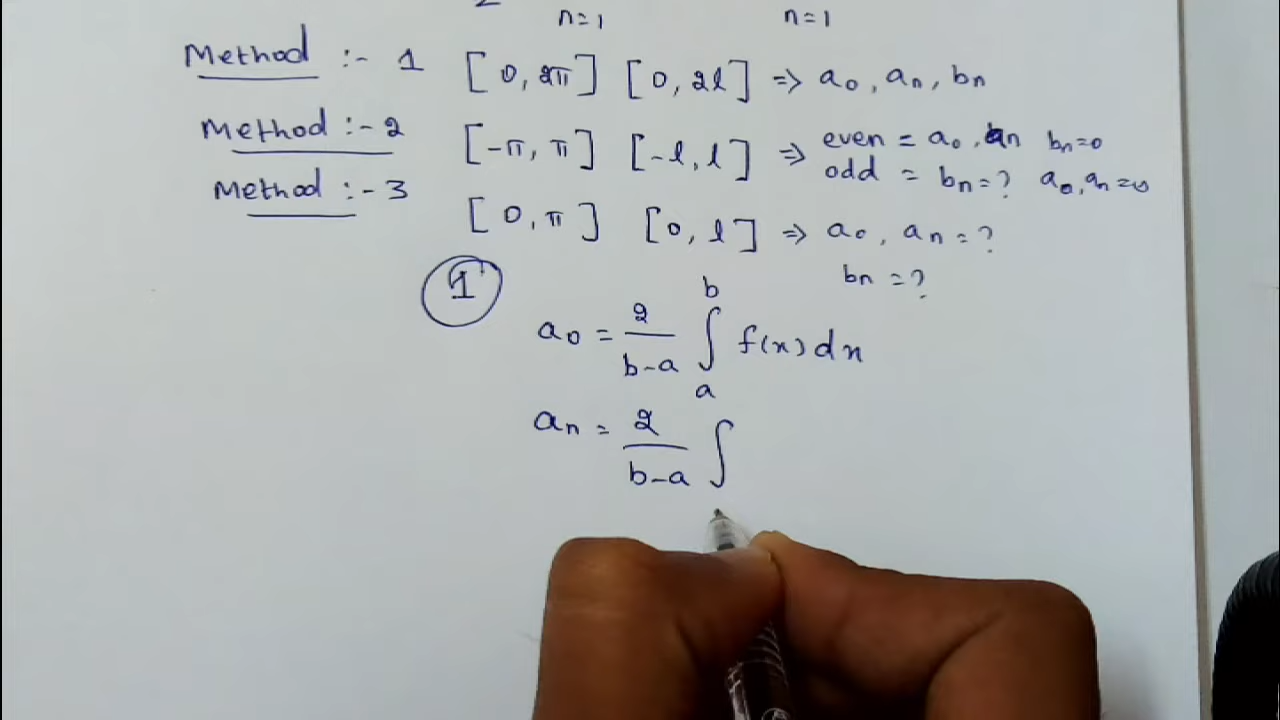 n=1 n=1
Method :- 1 [0, 2π] [0, 2l] => a₀, aₙ, bₙ
Method :- 2 [-π, π] [-l, l] => even = a₀, aₙ bₙ=0
odd = bₙ=? a₀, aₙ=0
Method :- 3 [0, π] [0, l] => a₀, aₙ=?
bₙ=?
1
a₀ = 2/b-a ∫ₐᵇ f(x) dx
aₙ = 2/b-a ∫